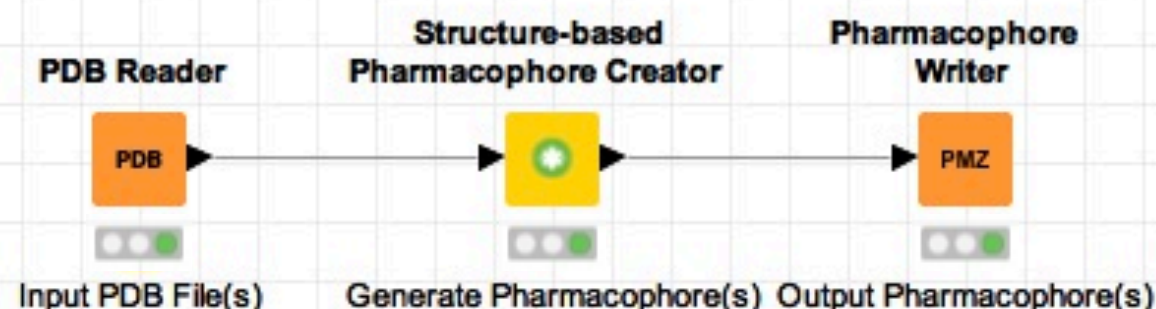 PDB Reader
Structure-based
Pharmacophore Creator
Pharmacophore
Writer
PDB
PMZ
Input PDB File(s)
Generate Pharmacophore(s)
Output Pharmacophore(s)